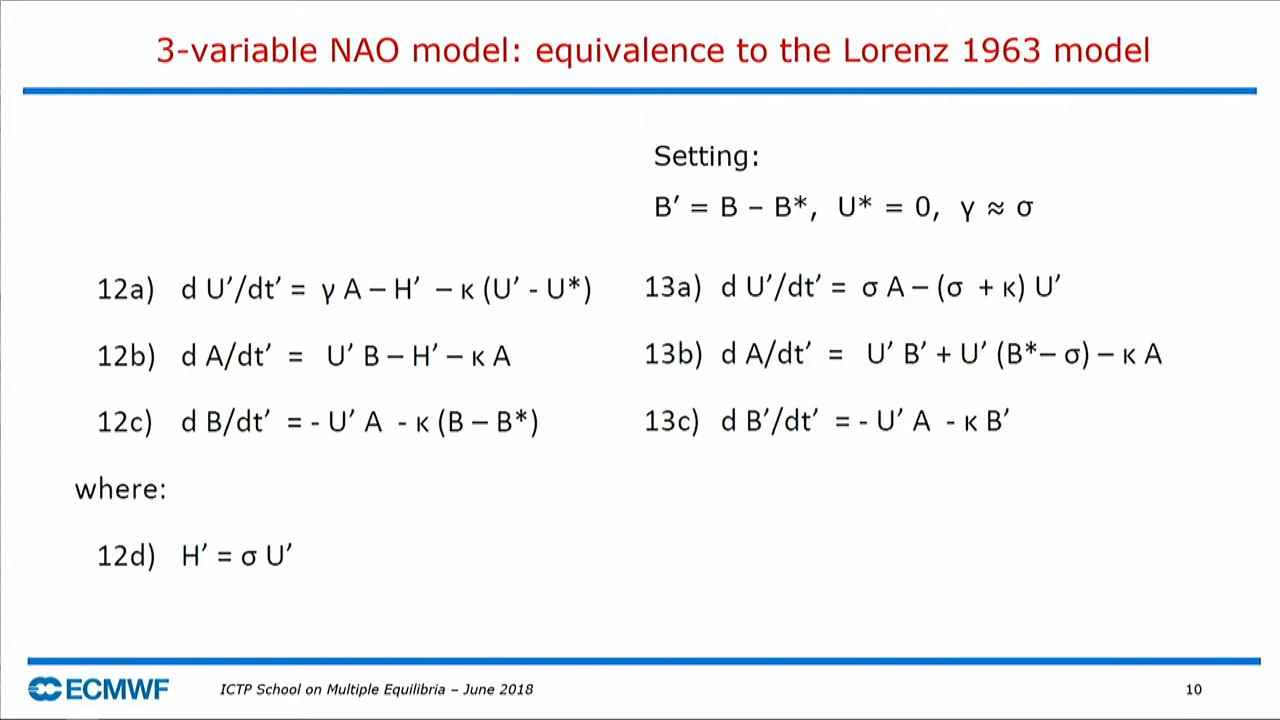 3-variable NAO model: equivalence to the Lorenz 1963 model
Setting:
B’ = B – B*, U* = 0, γ ≈ σ
12a) d U’/dt’ = γ A – H’ – κ (U’ - U*)
12b) d A/dt’ = U’ B – H’ – κ A
12c) d B/dt’ = - U’ A - κ (B – B*)
where:
12d) H’ = σ U’
13a) d U’/dt’ = σ A – (σ + κ) U’
13b) d A/dt’ = U’ B’ + U’ (B*– σ) – κ A
13c) d B’/dt’ = - U’ A - κ B’
ECMWF
ICTP School on Multiple Equilibria – June 2018
10